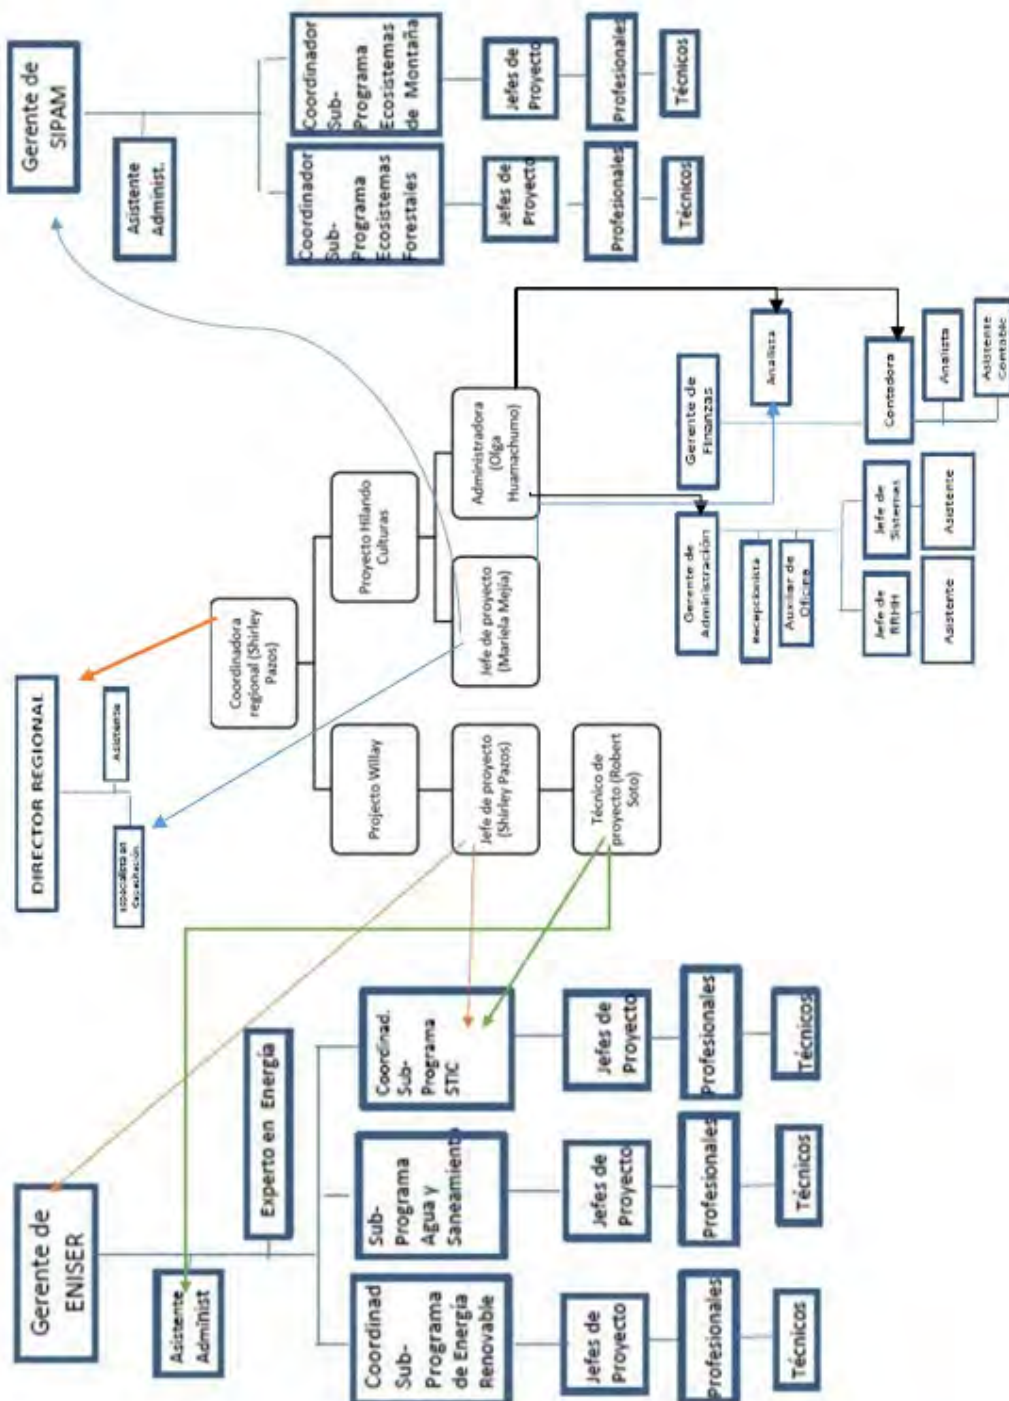 Gerente de
ENISER
Asistente
Administ
Experto en Energía
Coordinad
Sub-
Programa
de Energía
Renovable
Jefes de
Proyecto
Profesionales
Técnicos
Sub-
Programa
Agua y
Saneamiento
Jefes de
Proyecto
Profesionales
Técnicos
Coordinad.
Sub-
Programa
STIC
Jefes de
Proyecto
Profesionales
Técnicos
DIRECTOR REGIONAL
Asistente
Especialista en
Capacitación
Coordinadora
regional (Shirley
Pazos)
Projecto Willay
Jefe de proyecto
(Shirley Pazos)
Técnico de
proyecto (Robert
Soto)
Proyecto Hilando
Culturas
Jefe de proyecto
(Mariela Mejía)
Administradora
(Olga
Huamachumo)
Gerente de
Administración
Recepcionista
Auxiliar de
Oficina
Jefe de
RRHH
Asistente
Jefe de
Sistemas
Asistente
Gerente de
Finanzas
Analista
Contadora
Analista
Asistente
Contable
Gerente de
SIPAM
Asistente
Administ.
Coordinador
Sub-
Programa
Ecosistemas
Forestales
Jefes de
Proyecto
Profesionales
Técnicos
Coordinador
Sub-
Programa
Ecosistemas
de Montaña
Jefes de
Proyecto
Profesionales
Técnicos